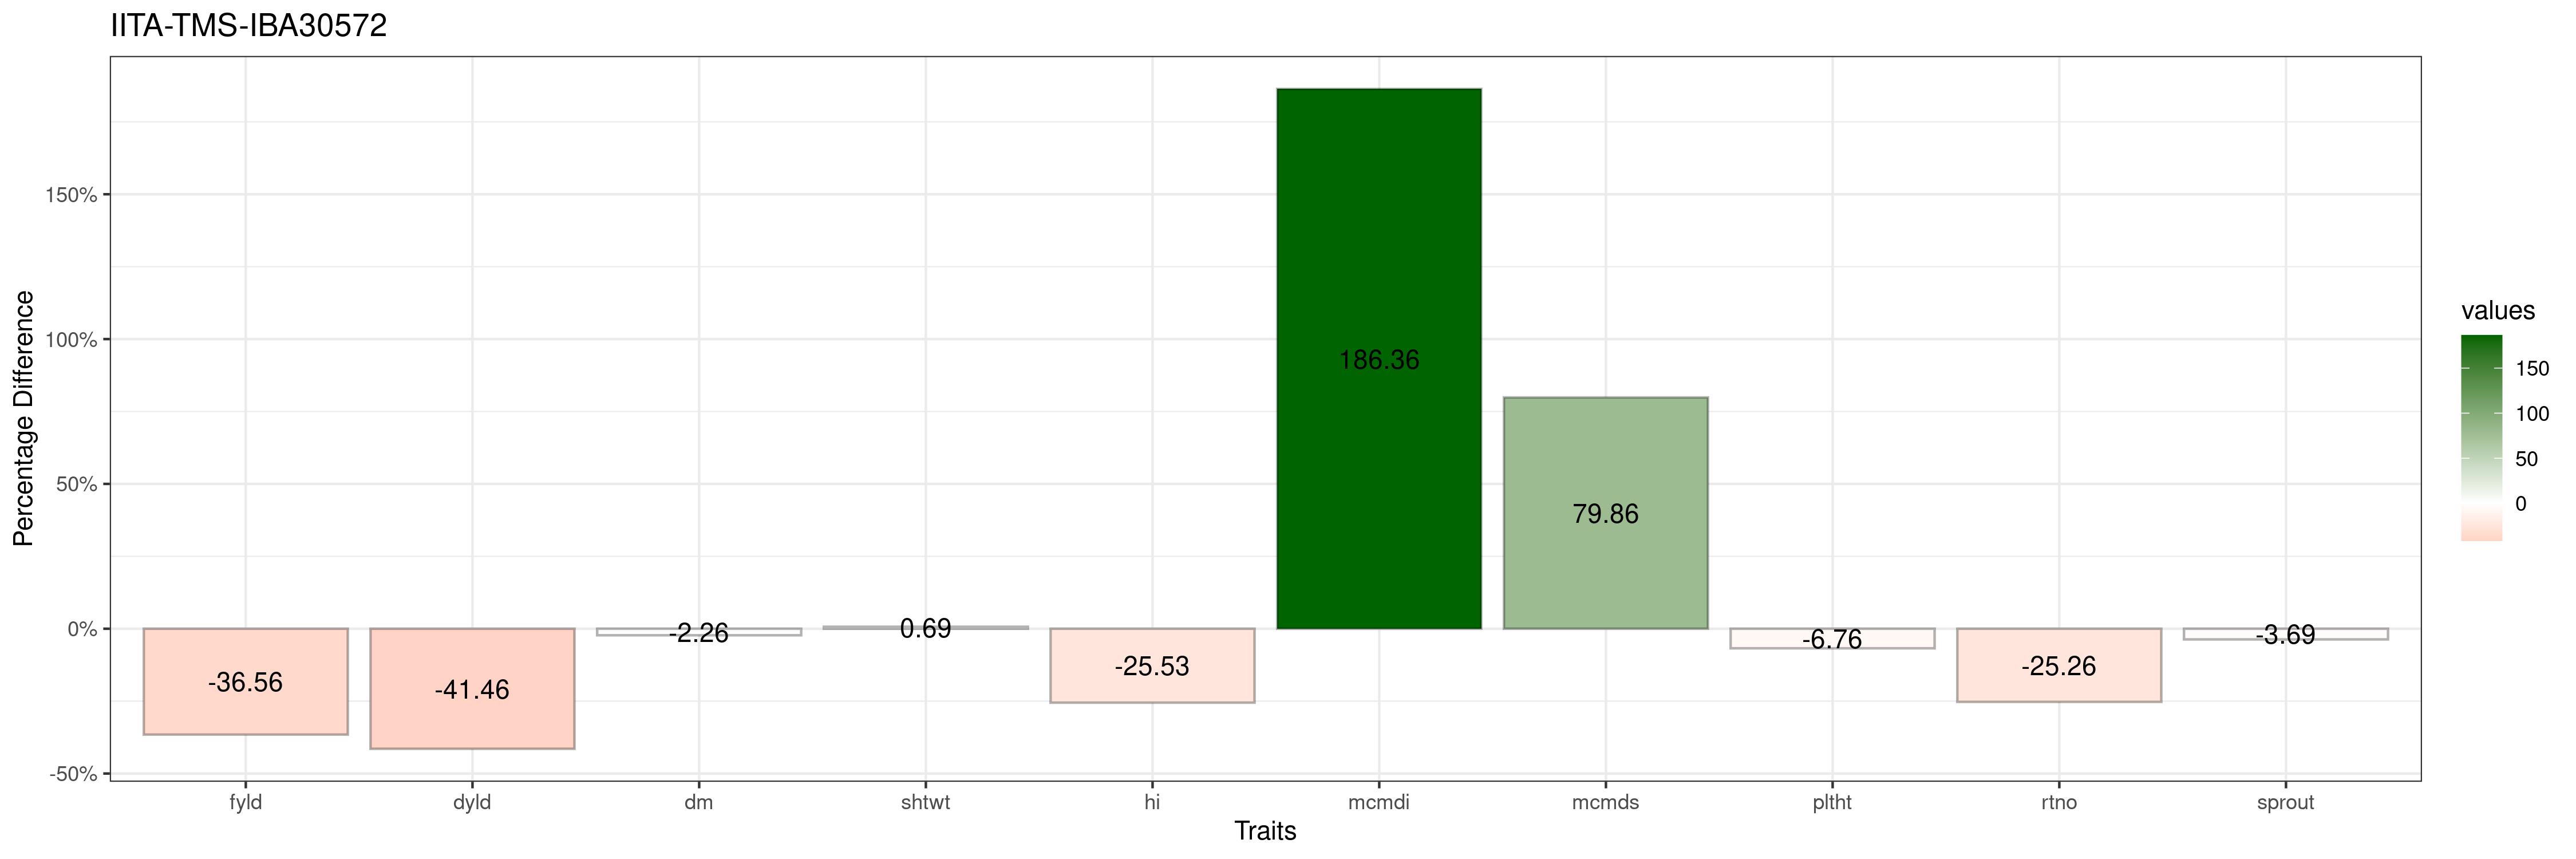 IITA-TMS-IBA30572
Percentage Difference
150%
100%
50%
0%
-50%
-36.56
-41.46
-2.26
0.69
-25.53
186.36
79.86
-6.76
-25.26
-3.69
fyld
dyld
dm
shtwt
hi
mcmdi
mcmds
pltht
rtno
sprout
Traits
values
150
100
50
0